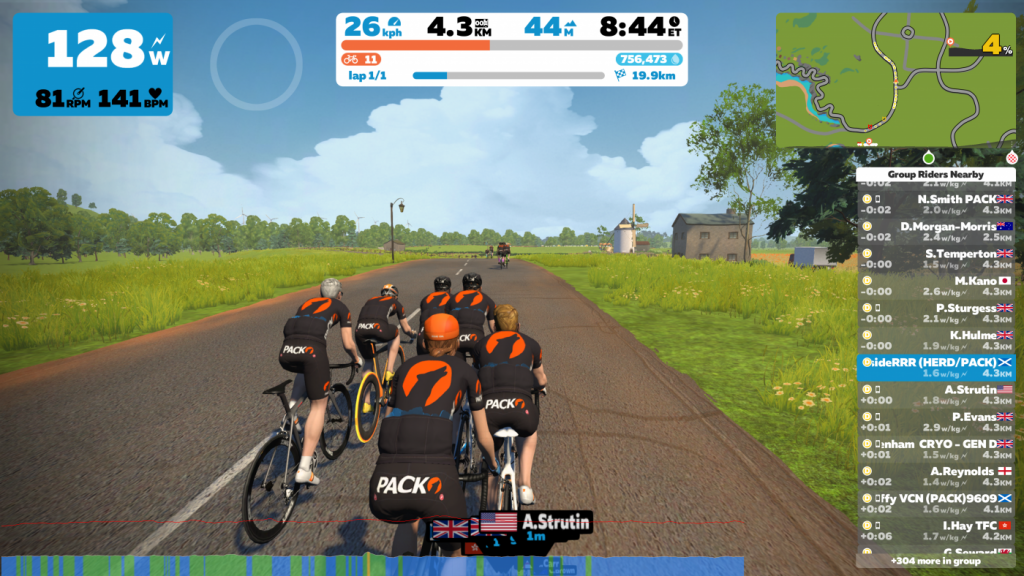 128 W
81 RPM 141 BPM
26 kph 4.3 KM 44 M 8:44 ET
11 756,473
lap 1/1 19.9km
4 %
Group Riders Nearby
-0:02 2.1w/kg 4.1KM
N.Smith PACK
-0:02 2.0w/kg 4.3KM
D.Morgan-Morris
-0:02 2.4w/kg 2.5KM
S.Temperton
-0:00 1.5w/kg 4.3KM
M.Kano
-0:00 2.6w/kg 4.3KM
P.Sturgess
-0:00 2.1w/kg 4.3KM
K.Hulme
-0:00 1.9w/kg 4.3KM
ideRRR (HERD/PACK)
1.6w/kg 4.3KM
A.Strutin
+0:00 1.8w/kg 4.3KM
P.Evans
+0:01 2.9w/kg 4.3KM
enham CRYO - GEN D
+0:01 1.5w/kg 4.3KM
A.Reynolds
+0:02 1.4w/kg 4.3KM
ffy VCN (PACK)9609
+0:02 1.6w/kg 4.3KM
I.Hay TFC
+0:06 1.7w/kg 4.2KM
G.Seward
+304 more in group
PACK
PACK
PACK
PACK
A.Strutin
1m